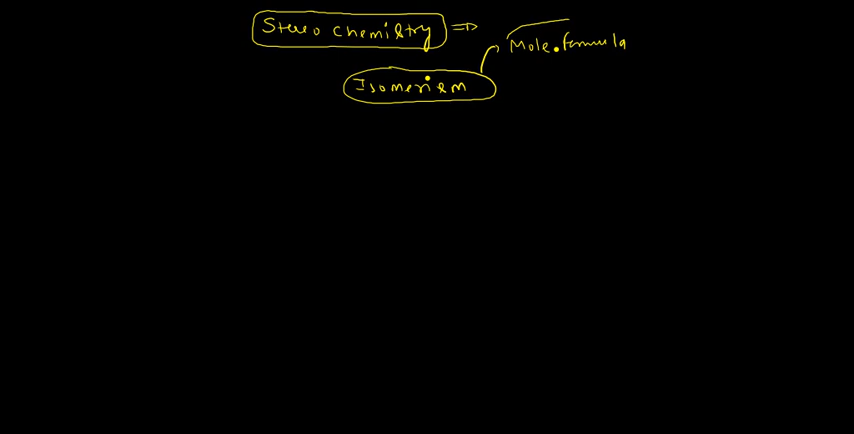 Stereo chemistry ⇒
Mole. formula
Isomerism